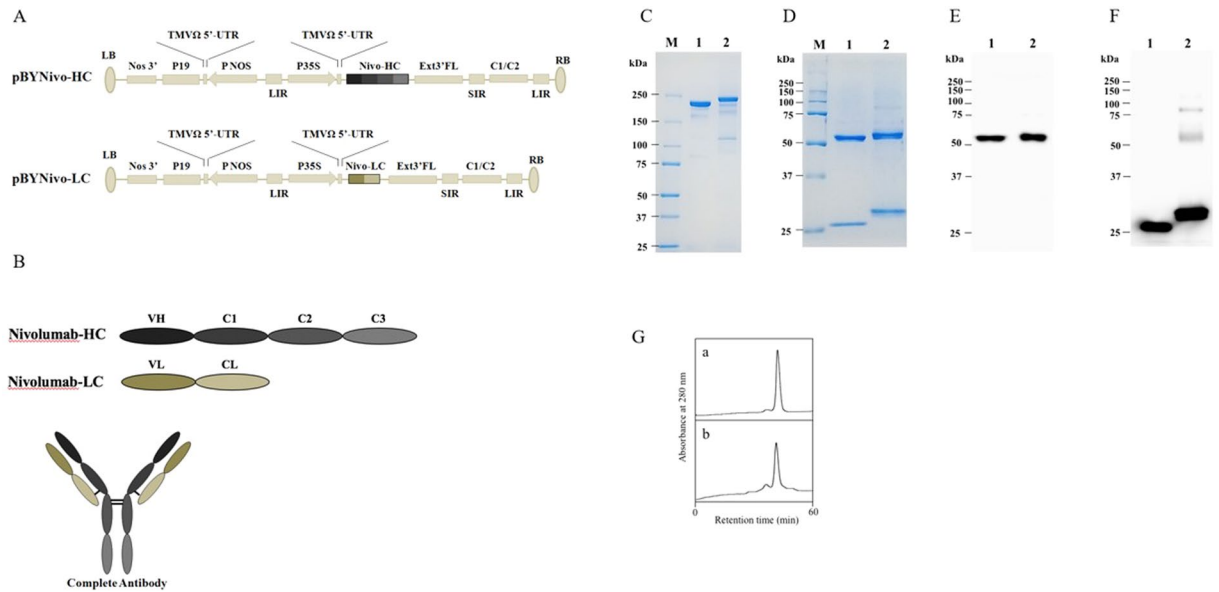 A
TMVΩ 5'-UTR TMVΩ 5'-UTR
LB RB
Nos 3' P19 P NOS P35S Nivo-HC Ext3'FL C1/C2
pBYNivo-HC
LIR SIR LIR
TMVΩ 5'-UTR TMVΩ 5'-UTR
LB RB
Nos 3' P19 P NOS P35S Nivo-LC Ext3'FL C1/C2
pBYNivo-LC
LIR SIR LIR
B
VH C1 C2 C3
Nivolumab-HC
VL CL
Nivolumab-LC
Complete Antibody
C
M 1 2
kDa
250
150
100
75
50
37
25
D
kDa M 1 2
250
150
100
75
50
37
25
E
1 2
kDa
250
150
100
75
50
37
25
F
1 2
kDa
250
150
100
75
50
37
25
G
a
b
Absorbance at 280 nm
0 60
Retention time (min)